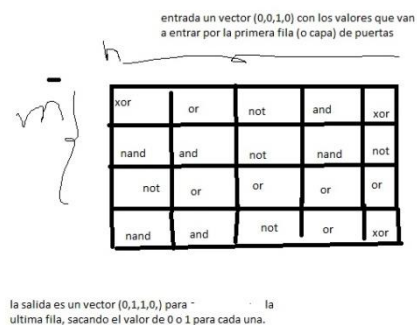 entrada un vector (0,0,1,0) con los valores que van
a entrar por la primera fila (o capa) de puertas
n
m
xor or not and xor
nand and not nand not
not or or or or
nand and not or xor
la salida es un vector (0,1,1,0,) para la
ultima fila, sacando el valor de 0 o 1 para cada una.